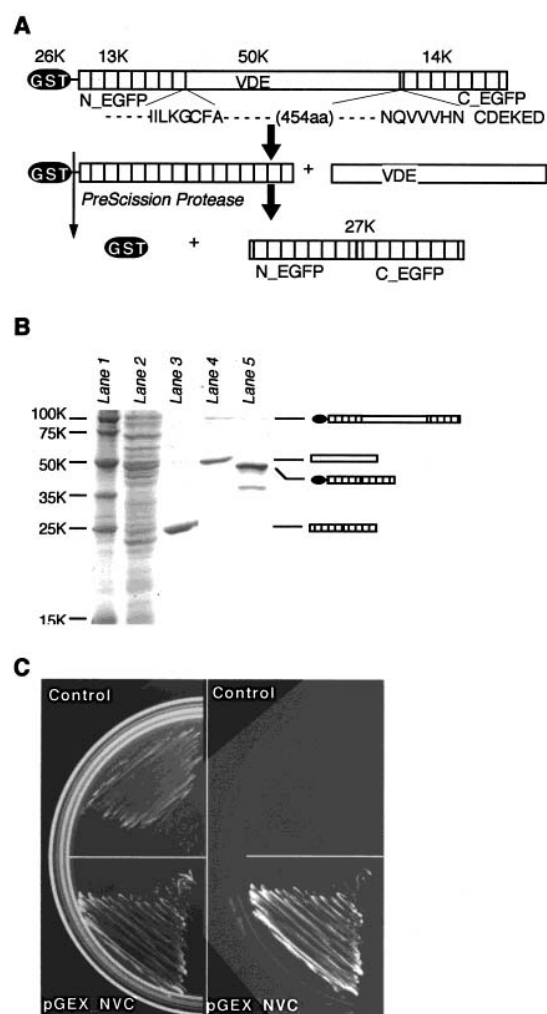 A
26K 13K 50K 14K
GST VDE
N_EGFP C_EGFP
-----IILKGCFA-----(454aa)-----NQVVVHN CDEKED
GST + VDE
PreScission Protease
27K
GST +
N_EGFP C_EGFP
B
Lane 1 Lane 2 Lane 3 Lane 4 Lane 5
100K
75K
50K
35K
25K
15K
C
Control Control
pGEX_NVC pGEX_NVC